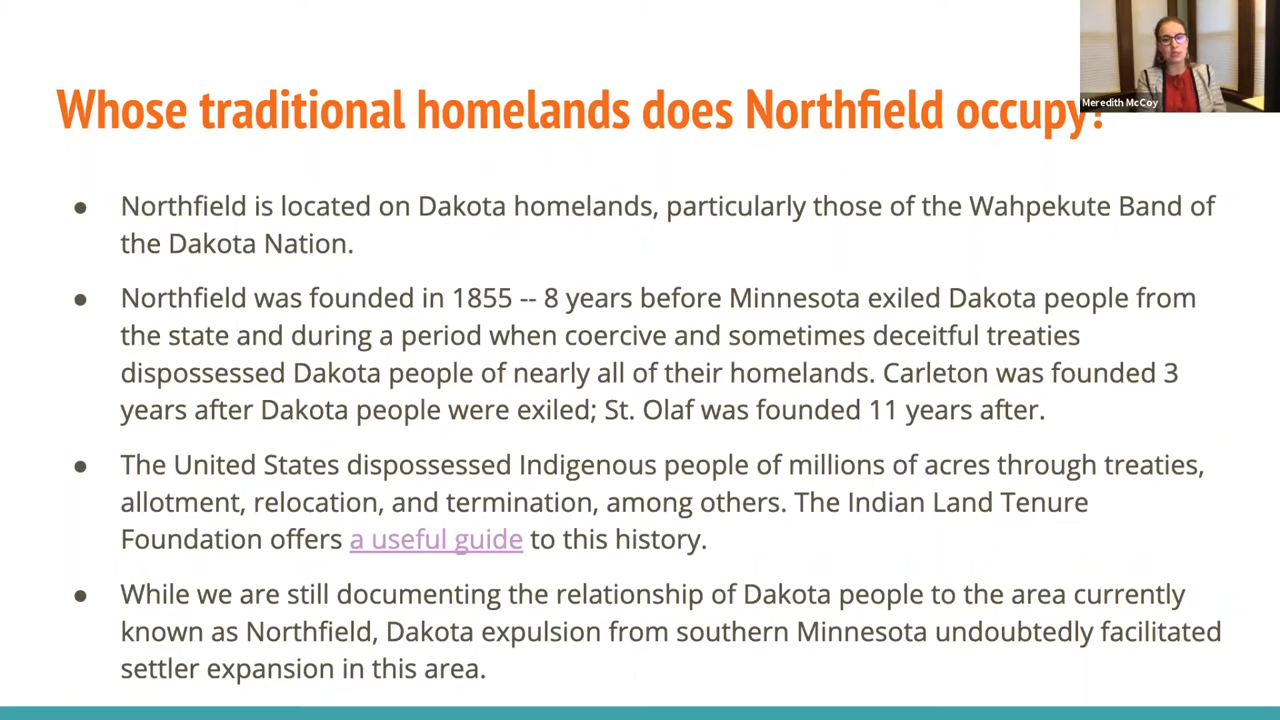 Meredith McCoy
Whose traditional homelands does Northfield occupy?
● Northfield is located on Dakota homelands, particularly those of the Wahpekute Band of
the Dakota Nation.
● Northfield was founded in 1855 -- 8 years before Minnesota exiled Dakota people from
the state and during a period when coercive and sometimes deceitful treaties
dispossessed Dakota people of nearly all of their homelands. Carleton was founded 3
years after Dakota people were exiled; St. Olaf was founded 11 years after.
● The United States dispossessed Indigenous people of millions of acres through treaties,
allotment, relocation, and termination, among others. The Indian Land Tenure
Foundation offers a useful guide to this history.
● While we are still documenting the relationship of Dakota people to the area currently
known as Northfield, Dakota expulsion from southern Minnesota undoubtedly facilitated
settler expansion in this area.